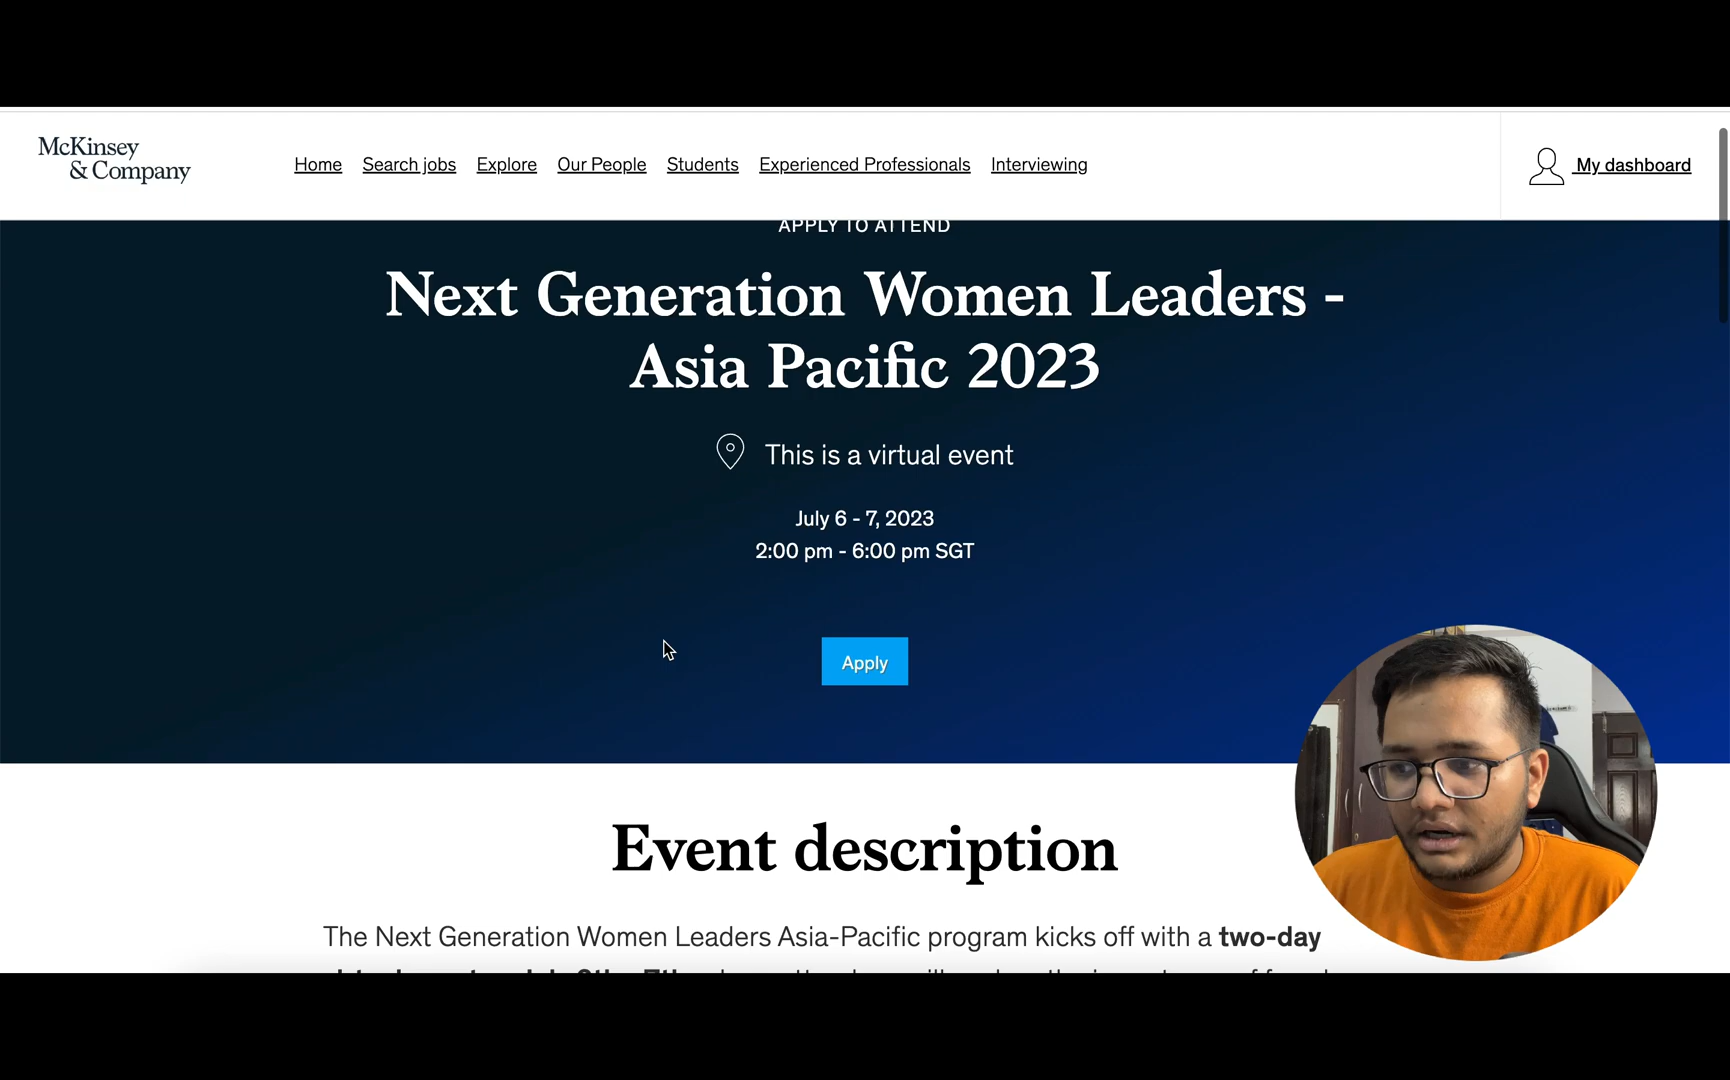 McKinsey
& Company
Home Search jobs Explore Our People Students Experienced Professionals Interviewing
My dashboard
APPLY TO ATTEND
Next Generation Women Leaders -
Asia Pacific 2023
This is a virtual event
July 6 - 7, 2023
2:00 pm - 6:00 pm SGT
Apply
Event description
The Next Generation Women Leaders Asia-Pacific program kicks off with a two-day